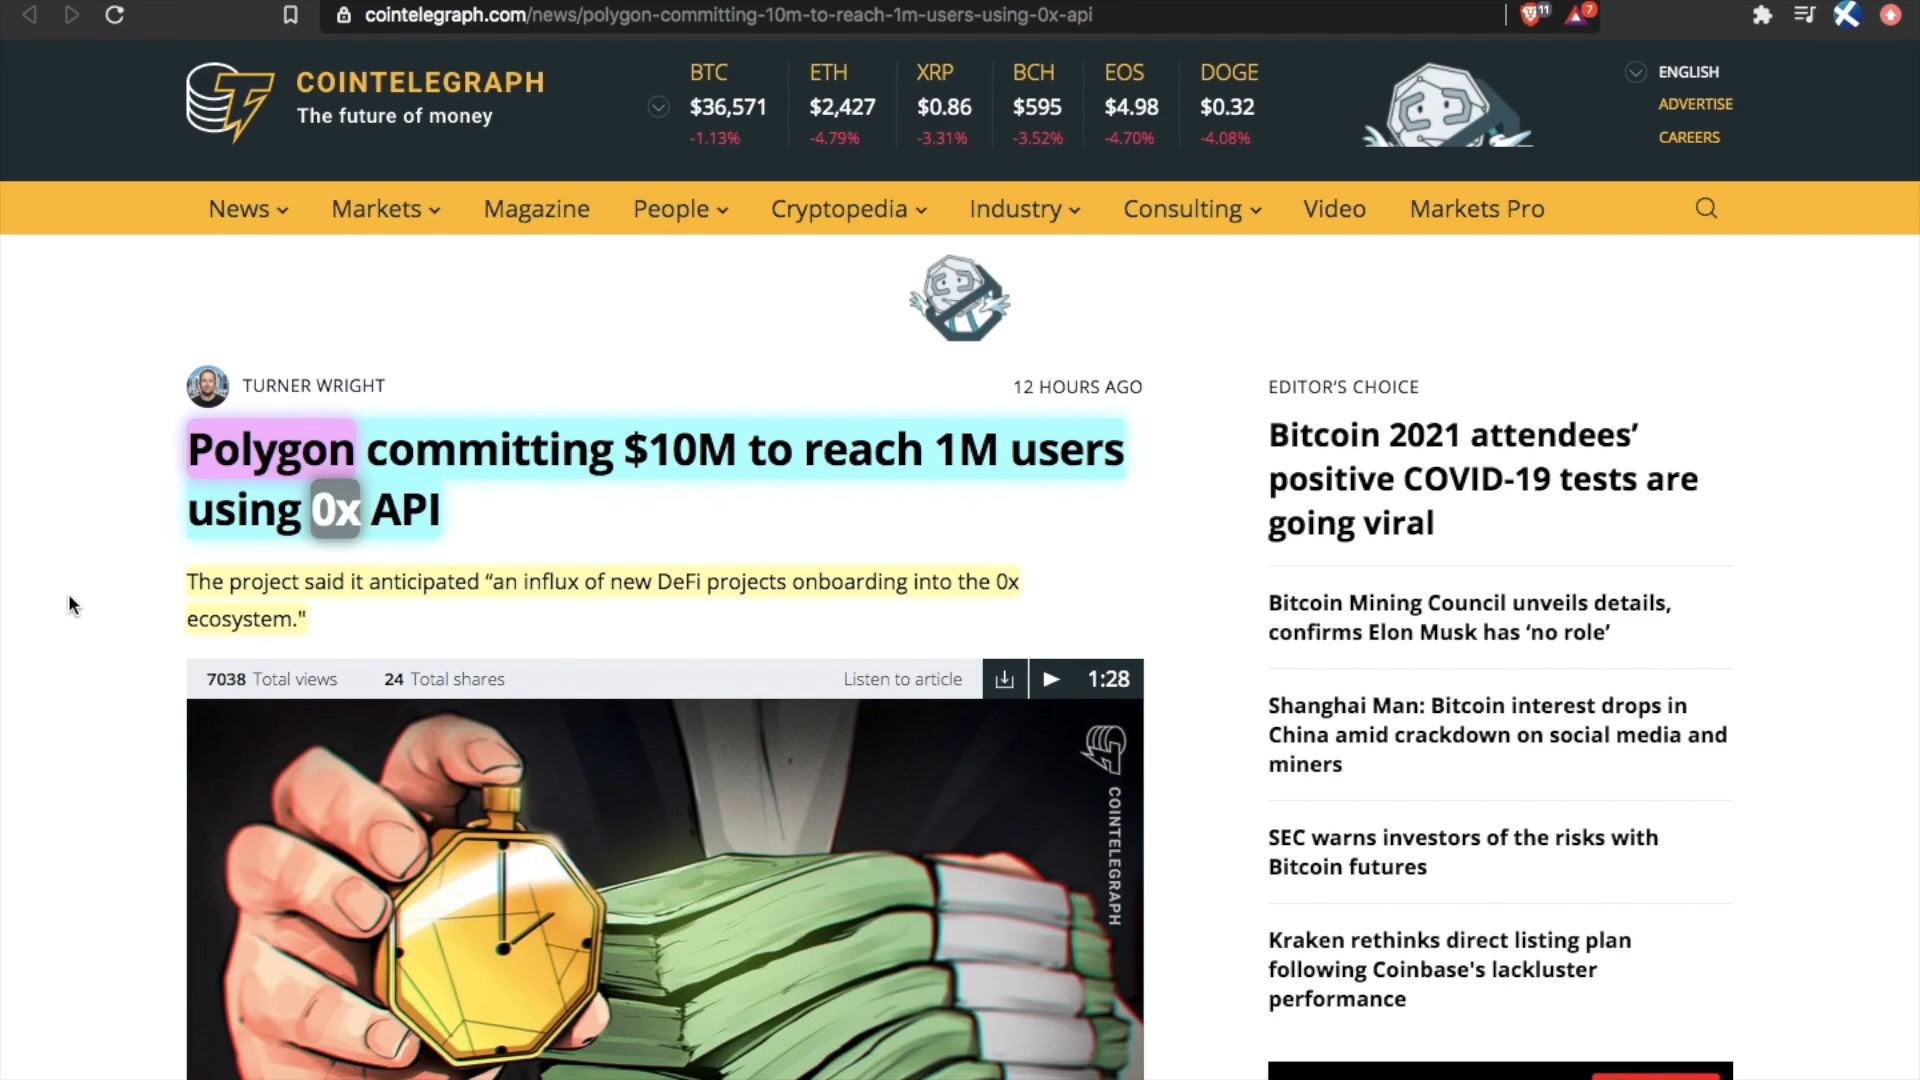 cointelegraph.com/news/polygon-committing-10m-to-reach-1m-users-using-0x-api
11
7
COINTELEGRAPH
The future of money
BTC ETH XRP BCH EOS DOGE
$36,571 $2,427 $0.86 $595 $4.98 $0.32
-1.13% -4.79% -3.31% -3.52% -4.70% -4.08%
ENGLISH
ADVERTISE
CAREERS
News Markets Magazine People Cryptopedia Industry Consulting Video Markets Pro
TURNER WRIGHT
12 HOURS AGO
Polygon committing $10M to reach 1M users
using 0x API
The project said it anticipated “an influx of new DeFi projects onboarding into the 0x
ecosystem."
7038 Total views 24 Total shares Listen to article 1:28
COINTELEGRAPH
EDITOR’S CHOICE
Bitcoin 2021 attendees’
positive COVID-19 tests are
going viral
Bitcoin Mining Council unveils details,
confirms Elon Musk has ‘no role’
Shanghai Man: Bitcoin interest drops in
China amid crackdown on social media and
miners
SEC warns investors of the risks with
Bitcoin futures
Kraken rethinks direct listing plan
following Coinbase's lackluster
performance